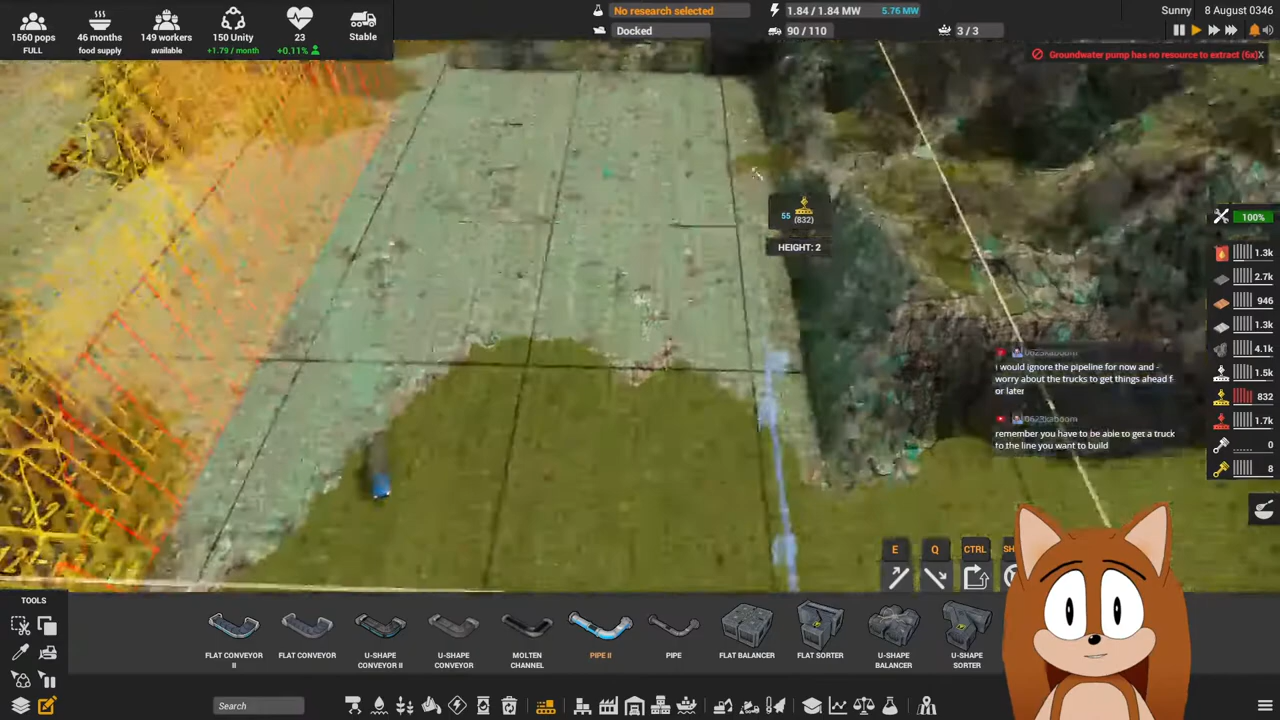 1560 pops
FULL
46 months
food supply
149 workers
available
150 Unity
+1.79 / month
23
+0.11%
Stable
No research selected
Docked
1.84 / 1.84 MW
5.76 MW
90 / 110
3 / 3
Sunny
8 August 0346
Groundwater pump has no resource to extract (6x)
X
55
(832)
HEIGHT: 2
100%
1.3k
2.7k
946
1.3k
4.1k
1.5k
832
1.7k
0
8
i would ignore the pipeline for now and -
worry about the trucks to get things ahead f
or later
remember you have to be able to get a truck
to the line you want to build
E
Q
CTRL
TOOLS
FLAT CONVEYOR
II
FLAT CONVEYOR
U-SHAPE
CONVEYOR II
U-SHAPE
CONVEYOR
MOLTEN
CHANNEL
PIPE II
PIPE
FLAT BALANCER
FLAT SORTER
U-SHAPE
BALANCER
U-SHAPE
SORTER
Search